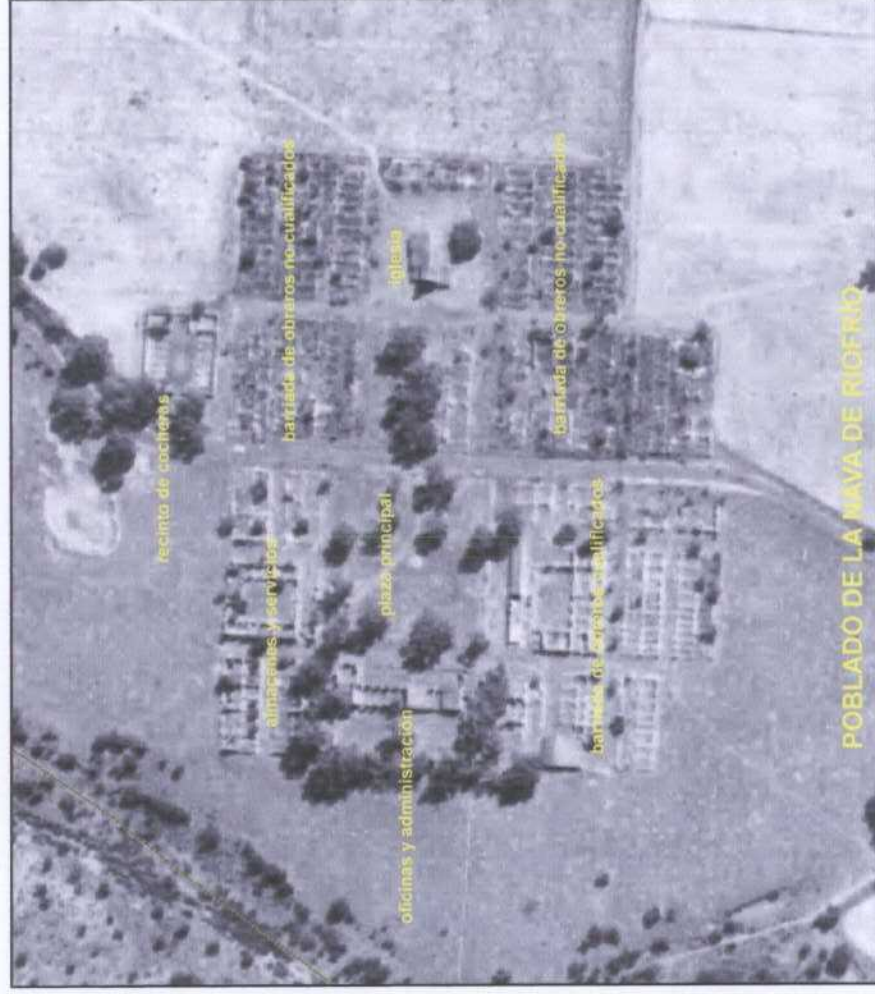 recinto de cocheras
almacenes y servicios
barriada de obreros no cualificados
plaza principal
iglesia
oficinas y administración
barriada de obreros no cualificados
barriada de obreros cualificados
POBLADO DE LA NAVA DE RIOFRIO